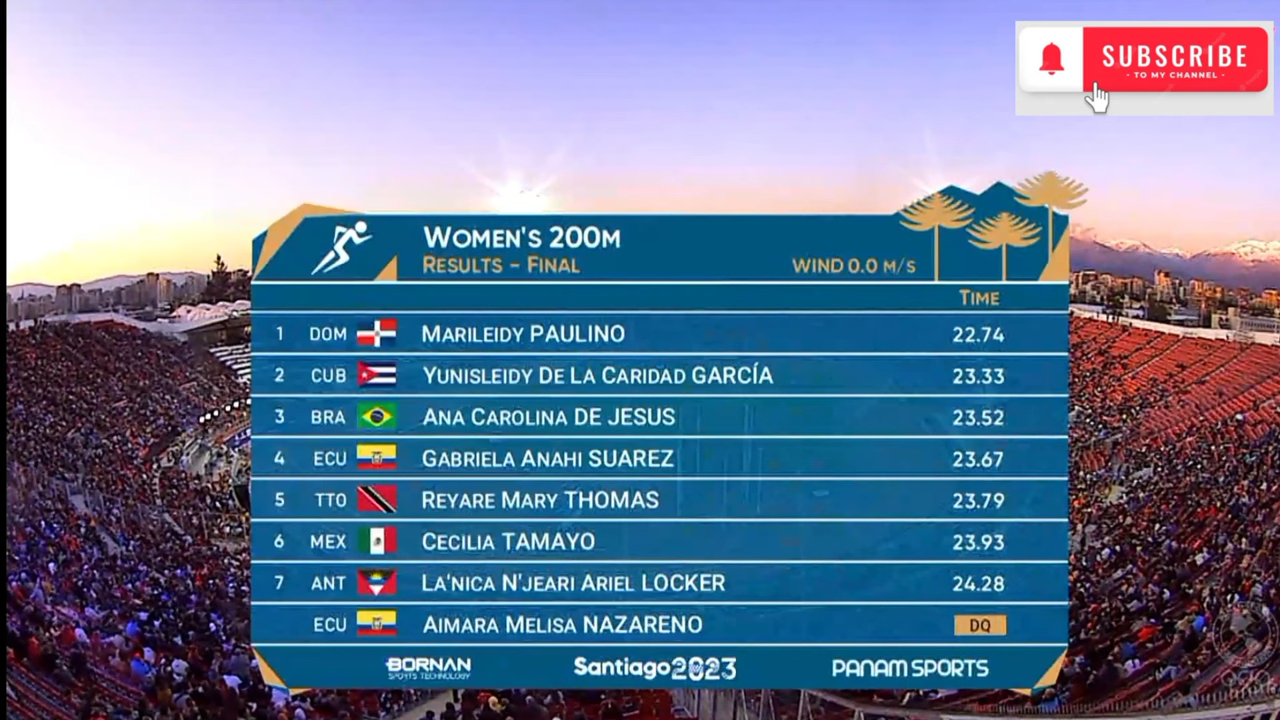 SUBSCRIBE
- TO MY CHANNEL -
WOMEN'S 200M
RESULTS - FINAL
WIND 0.0 M/S
TIME
1 DOM MARILEIDY PAULINO 22.74
2 CUB YUNISLEIDY DE LA CARIDAD GARCÍA 23.33
3 BRA ANA CAROLINA DE JESUS 23.52
4 ECU GABRIELA ANAHI SUAREZ 23.67
5 TTO REYARE MARY THOMAS 23.79
6 MEX CECILIA TAMAYO 23.93
7 ANT LA'NICA N'JEARI ARIEL LOCKER 24.28
ECU AIMARA MELISA NAZARENO DQ
BORNAN
SPORTS TECHNOLOGY
Santiago2023
PANAM SPORTS